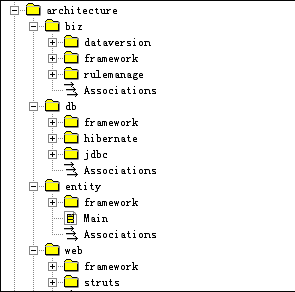 architecture
biz
dataversion
framework
rulemanage
Associations
db
framework
hibernate
jdbc
Associations
entity
framework
Main
Associations
web
framework
struts